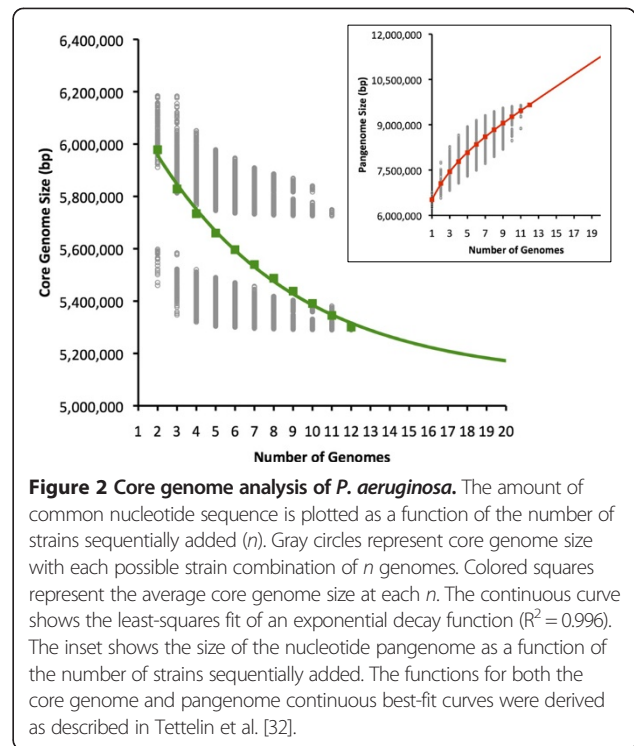 6,400,000
6,200,000
6,000,000
5,800,000
5,600,000
5,400,000
5,200,000
5,000,000
Core Genome Size (bp)
1 2 3 4 5 6 7 8 9 10 11 12 13 14 15 16 17 18 19 20
Number of Genomes
12,000,000
10,500,000
9,000,000
7,500,000
6,000,000
Pangenome Size (bp)
1 3 5 7 9 11 13 15 17 19
Number of Genomes
Figure 2 Core genome analysis of P. aeruginosa. The amount of
common nucleotide sequence is plotted as a function of the number of
strains sequentially added (n). Gray circles represent core genome size
with each possible strain combination of n genomes. Colored squares
represent the average core genome size at each n. The continuous curve
shows the least-squares fit of an exponential decay function (R² = 0.996).
The inset shows the size of the nucleotide pangenome as a function of
the number of strains sequentially added. The functions for both the
core genome and pangenome continuous best-fit curves were derived
as described in Tettelin et al. [32].